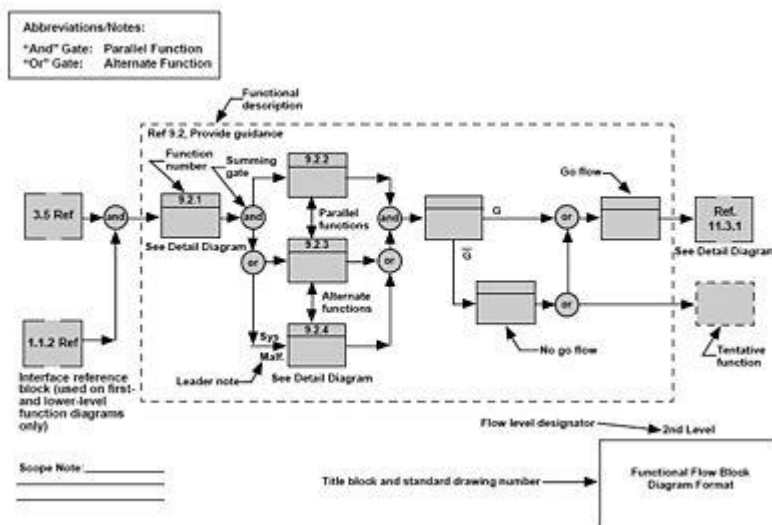 Abbreviations/Notes:
"And" Gate: Parallel Function
"Or" Gate: Alternate Function
Functional
description
Ref 9.2, Provide guidance
Function
number
Summing
gate
9.2.2
Go flow
9.2.1
3.5 Ref
and
and
Parallel
functions
and
G
or
Ref.
11.3.1
See Detail Diagram
See Detail Diagram
9.2.3
or
or
G
Alternate
functions
or
1.1.2 Ref
9.2.4
Sys
Malf.
No go flow
Tentative
function
Leader note
See Detail Diagram
Interface reference
block (used on first-
and lower-level
function diagrams
only)
Flow level designator
2nd Level
Scope Note:
Title block and standard drawing number
Functional Flow Block
Diagram Format